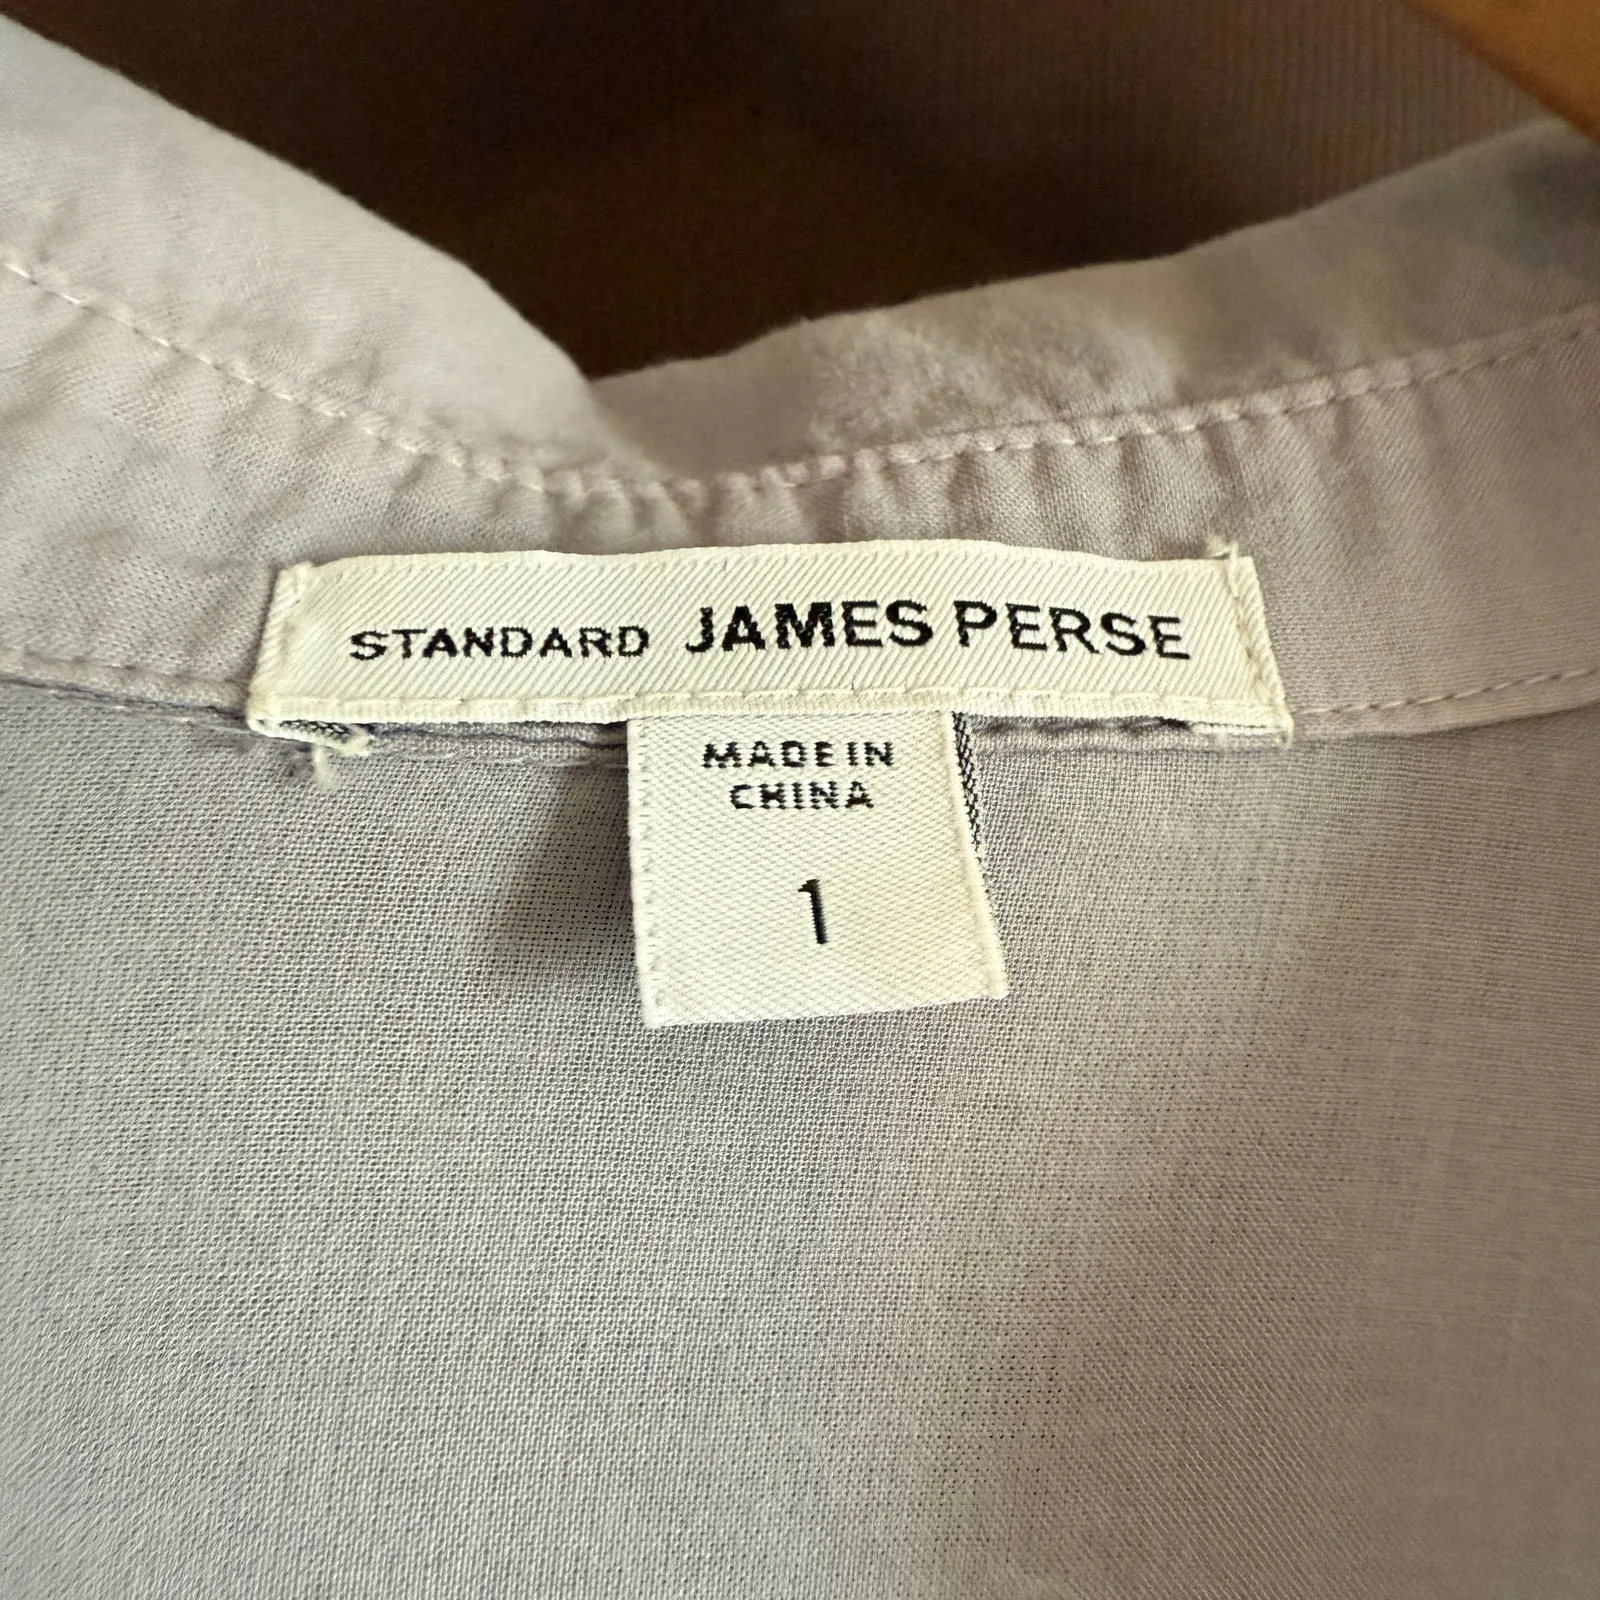 STANDARD JAMES PERSE
MADE IN
CHINA
1